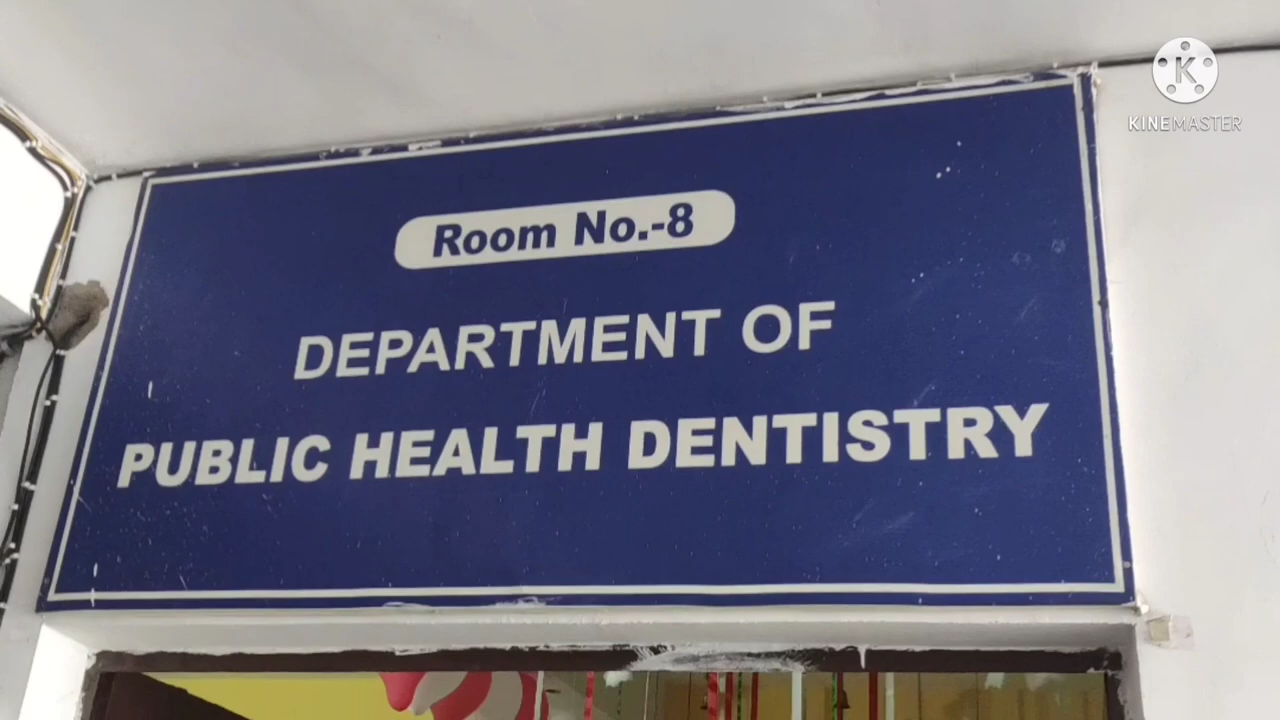 Room No.-8
DEPARTMENT OF
PUBLIC HEALTH DENTISTRY
K
KINEMASTER